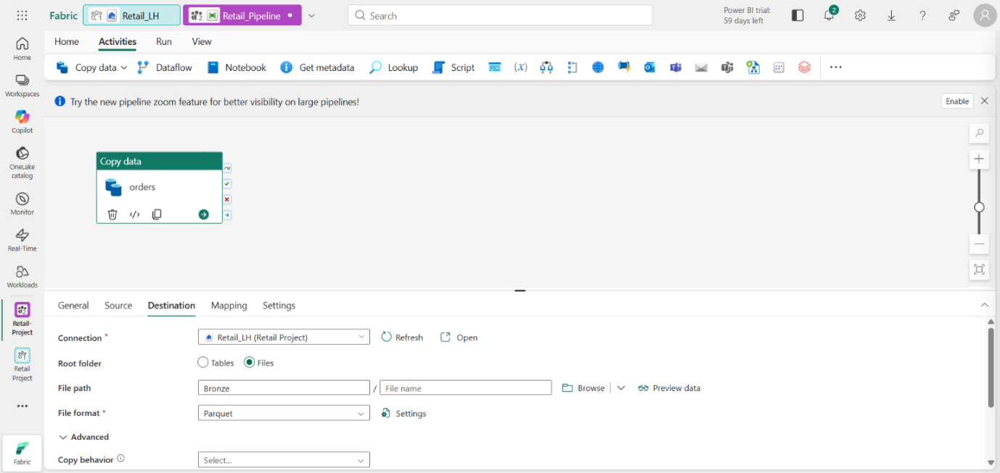 Fabric Retail_LH Retail_Pipeline Search Power BI trial:
59 days left 2
Home Activities Run View
Copy data Dataflow Notebook Get metadata Lookup Script (x)
Try the new pipeline zoom feature for better visibility on large pipelines! Enable
Home
Workspaces
Copilot
OneLake
catalog
Monitor
Real-Time
Workloads
Retail-
Project
Retail
Project
Fabric
Copy data
orders
General Source Destination Mapping Settings
Connection * Retail_LH (Retail Project) Refresh Open
Root folder Tables Files
File path Bronze / File name Browse Preview data
File format * Parquet Settings
Advanced
Copy behavior Select...